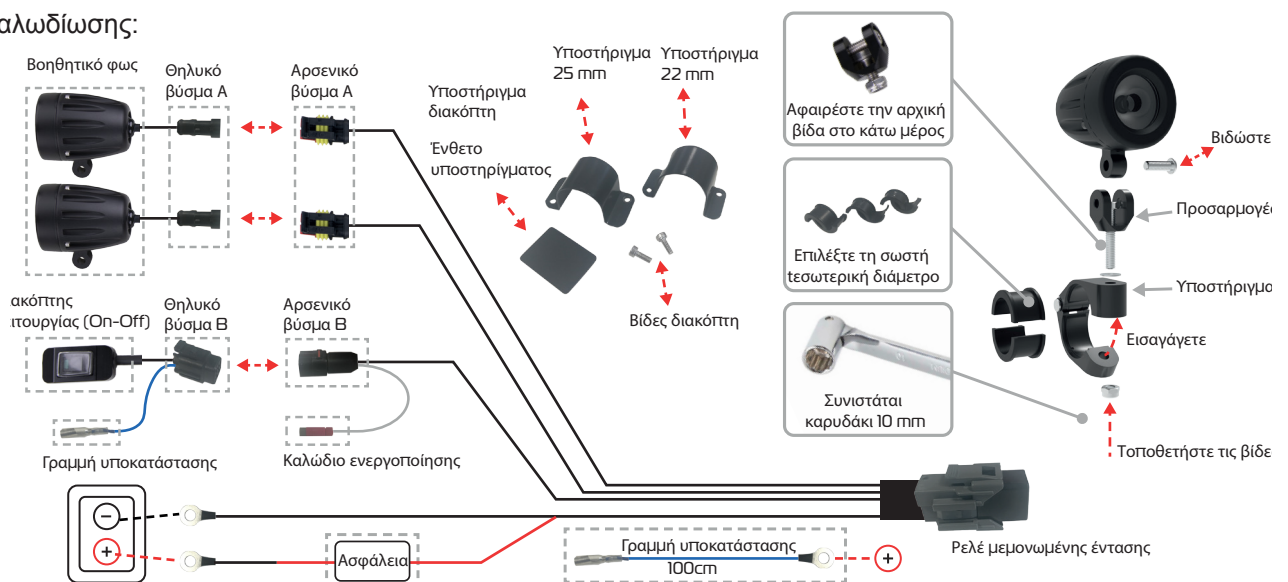 αλωδίωσης:
Βοηθητικό φως
Θηλυκό
βύσμα A
Αρσενικό
βύσμα A
Υποστήριγμα
διακόπτη
Ένθετο
υποστηρίγματος
Υποστήριγμα
25 mm
Υποστήριγμα
22 mm
Βίδες διακόπτη
Αφαιρέστε την αρχική
βίδα στο κάτω μέρος
Επιλέξτε τη σωστή
tεσωτερική διάμετρο
Συνιστάται
καρυδάκι 10 mm
Βιδώστε
Προσαρμογέ
Υποστήριγμα
Εισαγάγετε
Τοποθετήστε τις βίδε
ιακόπτης
ιτουργίας (On-Off)
Θηλυκό
βύσμα B
Αρσενικό
βύσμα B
Γραμμή υποκατάστασης
Καλώδιο ενεργοποίησης
−
+
Ασφάλεια
Γραμμή υποκατάστασης
100cm
+
Ρελέ μεμονωμένης έντασης